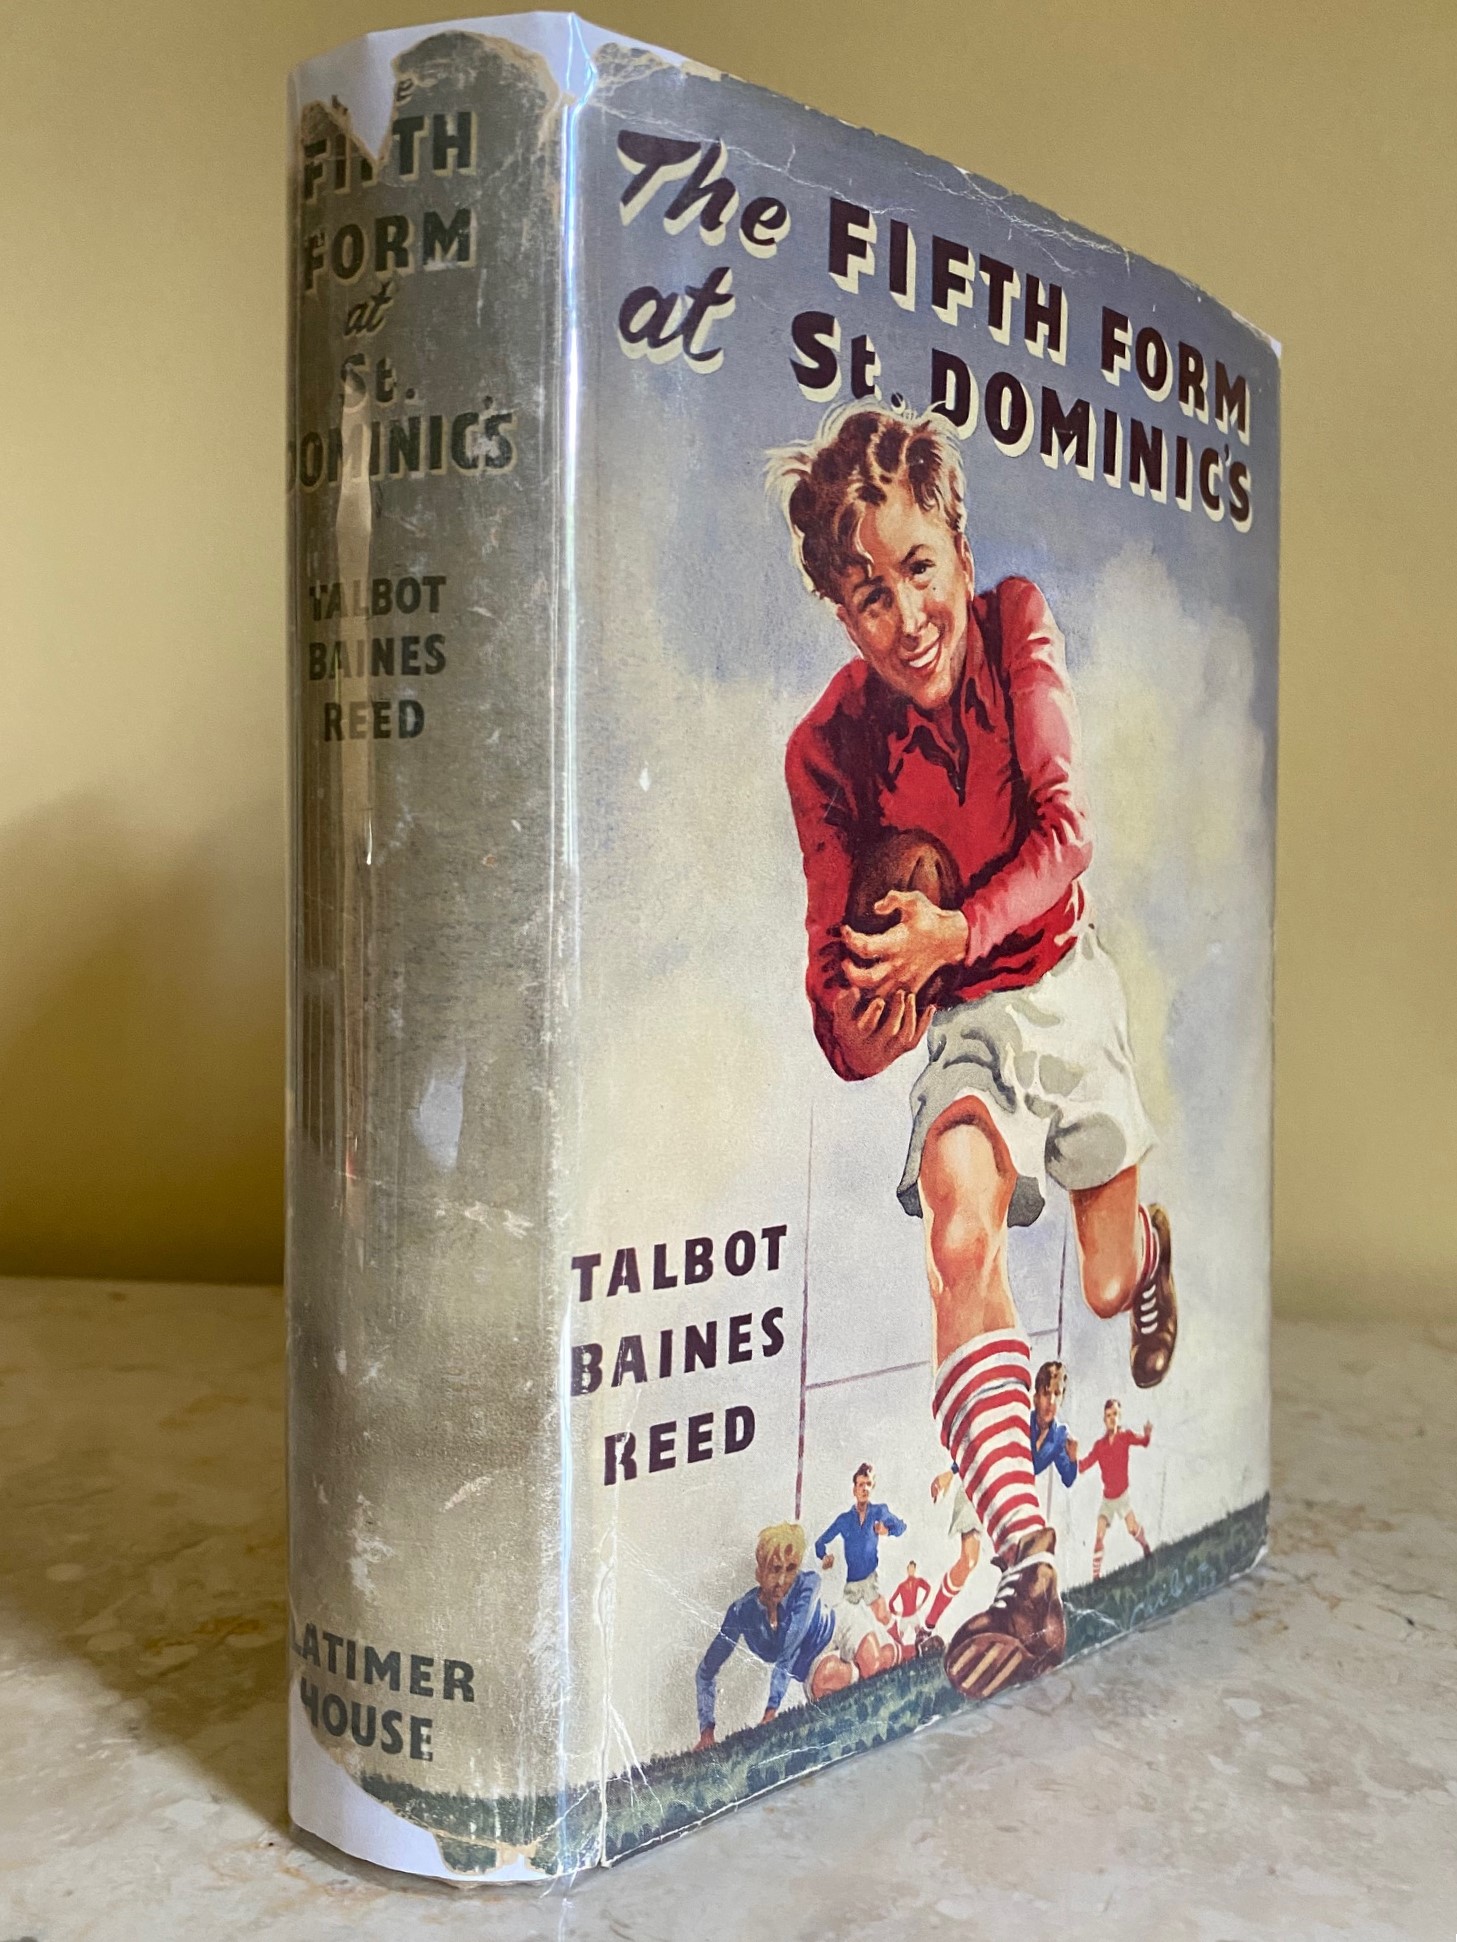 The
FIFTH
FORM
at
St.
DOMINIC'S
TALBOT
BAINES
REED
LATIMER
HOUSE
The FIFTH FORM
at St. DOMINIC'S
TALBOT
BAINES
REED